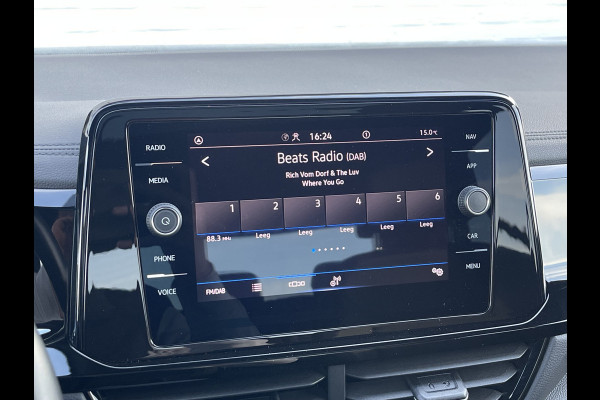 RADIO
MEDIA
PHONE
VOICE
16:24
15.0°C
Beats Radio (DAB)
Rich Vom Dorf & The Luv
Where You Go
1 2 3 4 5 6
88.3 MHz Leeg Leeg Leeg Leeg Leeg
FM/DAB
NAV
APP
CAR
MENU